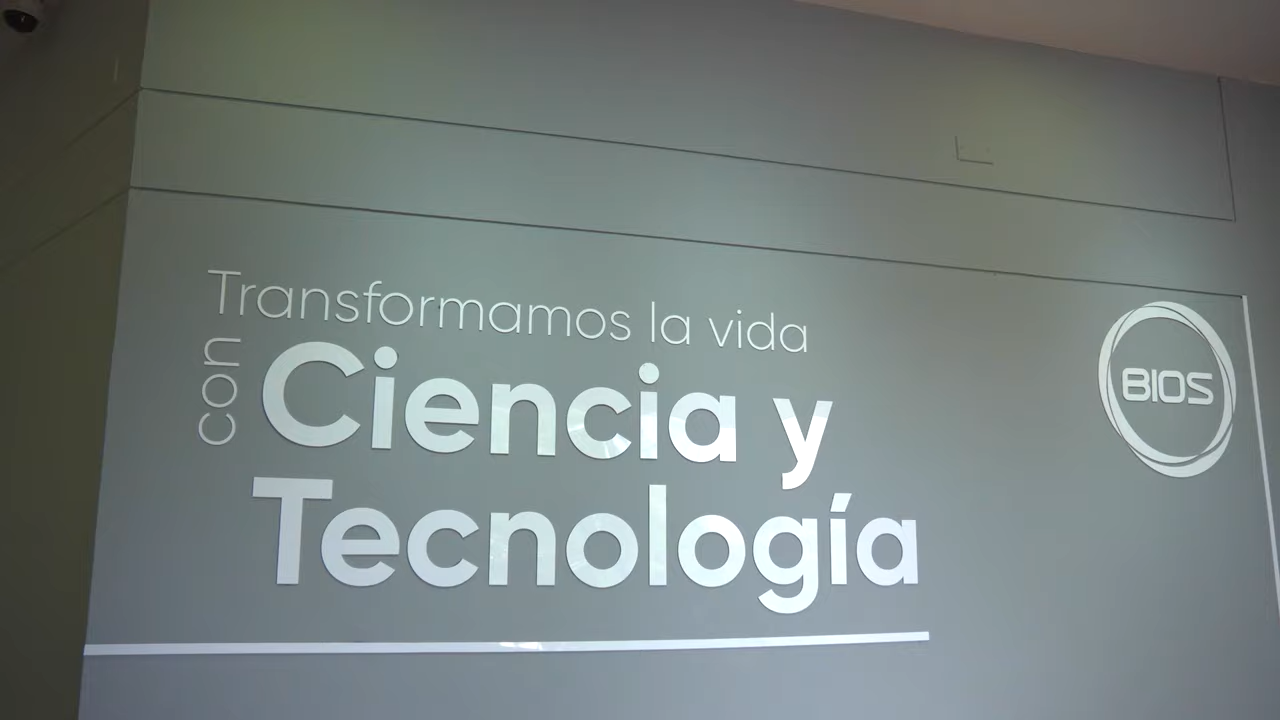 Transformamos la vida
con
Ciencia y
Tecnología
BIOS